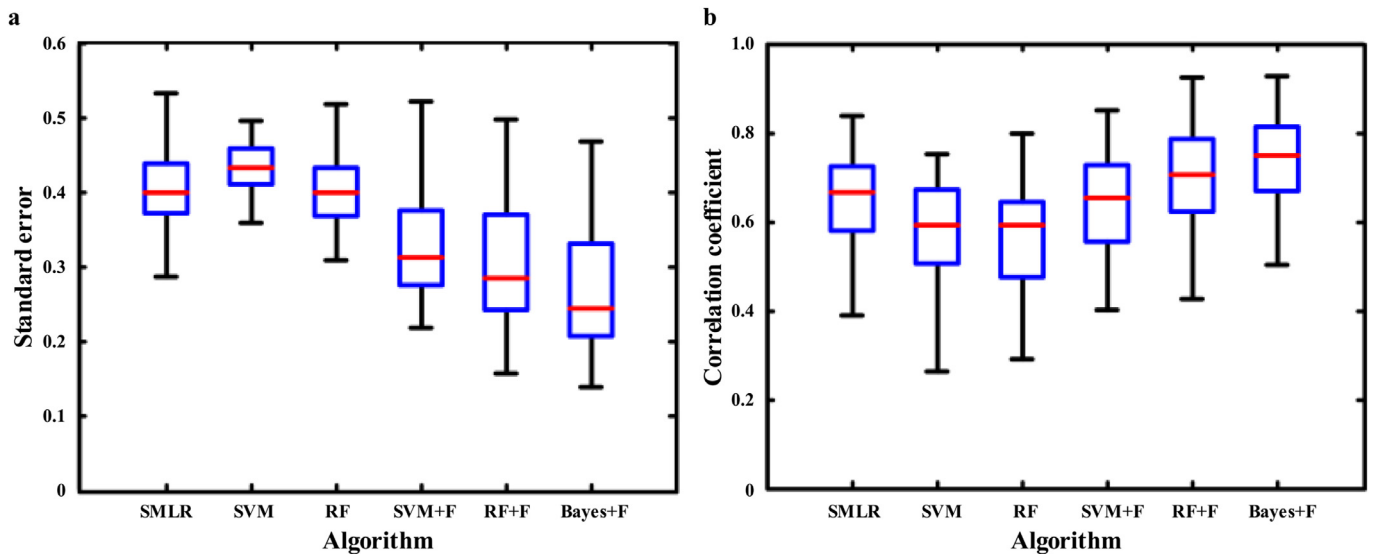 a
0.6
0.5
0.4
0.3
0.2
0.1
0
Standard error
SMLR SVM RF SVM+F RF+F Bayes+F
Algorithm
b
1.0
0.8
0.6
0.4
0.2
0
Correlation coefficient
SMLR SVM RF SVM+F RF+F Bayes+F
Algorithm